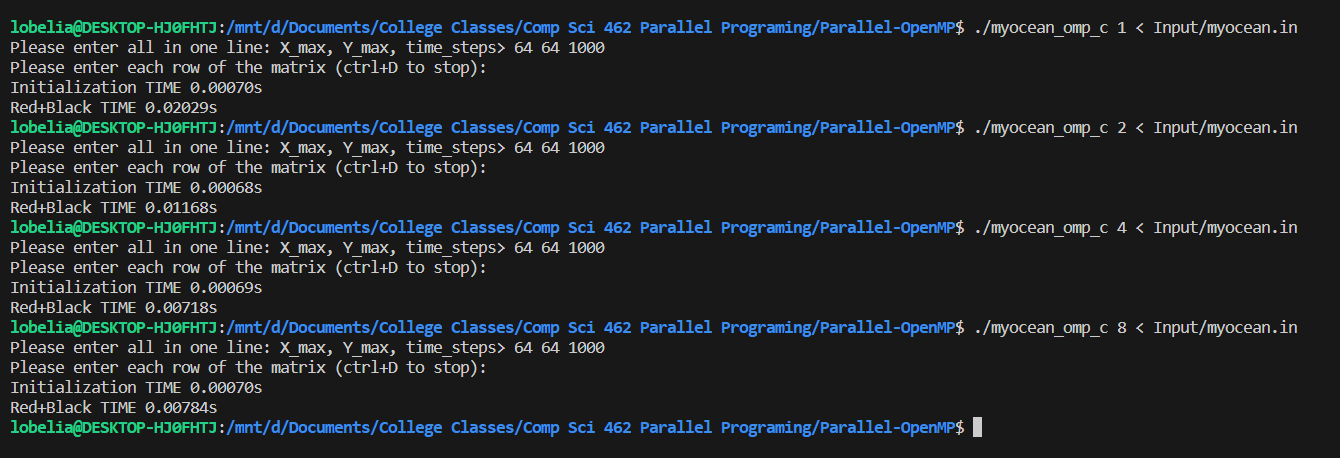 lobelia@DESKTOP-HJ0FHTJ:/mnt/d/Documents/College Classes/Comp Sci 462 Parallel Programing/Parallel-OpenMP$ ./myocean_omp_c 1 < Input/myocean.in
Please enter all in one line: X_max, Y_max, time_steps> 64 64 1000
Please enter each row of the matrix (ctrl+D to stop):
Initialization TIME 0.00070s
Red+Black TIME 0.02029s
lobelia@DESKTOP-HJ0FHTJ:/mnt/d/Documents/College Classes/Comp Sci 462 Parallel Programing/Parallel-OpenMP$ ./myocean_omp_c 2 < Input/myocean.in
Please enter all in one line: X_max, Y_max, time_steps> 64 64 1000
Please enter each row of the matrix (ctrl+D to stop):
Initialization TIME 0.00068s
Red+Black TIME 0.01168s
lobelia@DESKTOP-HJ0FHTJ:/mnt/d/Documents/College Classes/Comp Sci 462 Parallel Programing/Parallel-OpenMP$ ./myocean_omp_c 4 < Input/myocean.in
Please enter all in one line: X_max, Y_max, time_steps> 64 64 1000
Please enter each row of the matrix (ctrl+D to stop):
Initialization TIME 0.00069s
Red+Black TIME 0.00718s
lobelia@DESKTOP-HJ0FHTJ:/mnt/d/Documents/College Classes/Comp Sci 462 Parallel Programing/Parallel-OpenMP$ ./myocean_omp_c 8 < Input/myocean.in
Please enter all in one line: X_max, Y_max, time_steps> 64 64 1000
Please enter each row of the matrix (ctrl+D to stop):
Initialization TIME 0.00070s
Red+Black TIME 0.00784s
lobelia@DESKTOP-HJ0FHTJ:/mnt/d/Documents/College Classes/Comp Sci 462 Parallel Programing/Parallel-OpenMP$